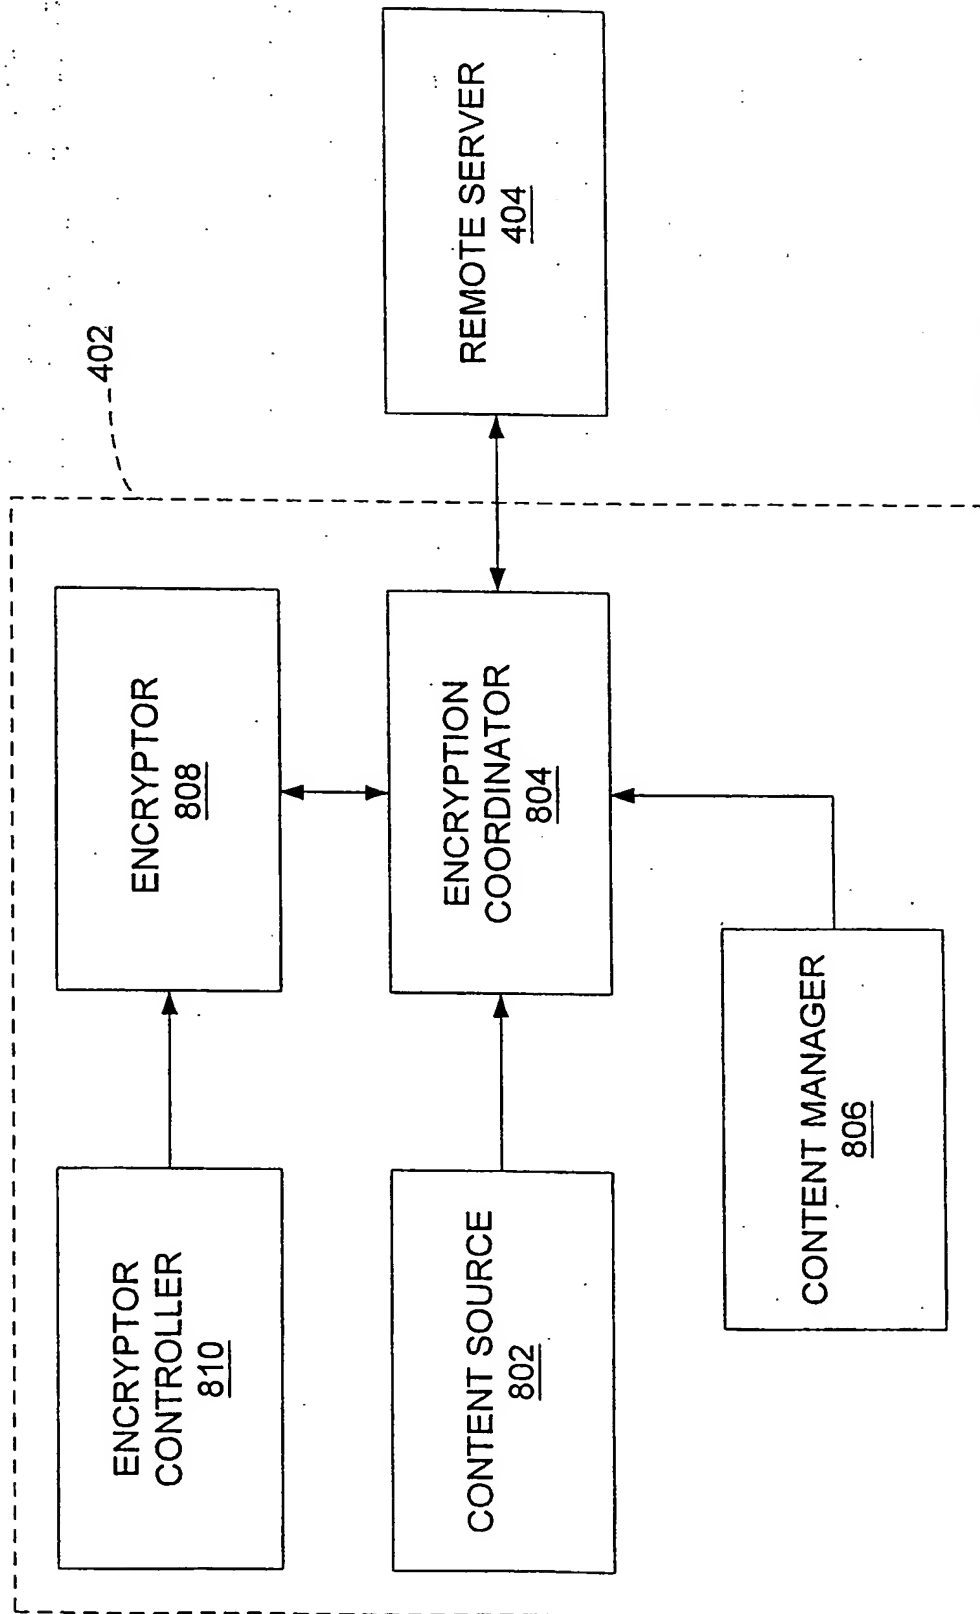 402
ENCRYPTOR
CONTROLLER
810
ENCRYPTOR
808
CONTENT SOURCE
802
ENCRYPTION
COORDINATOR
804
REMOTE SERVER
404
CONTENT MANAGER
806